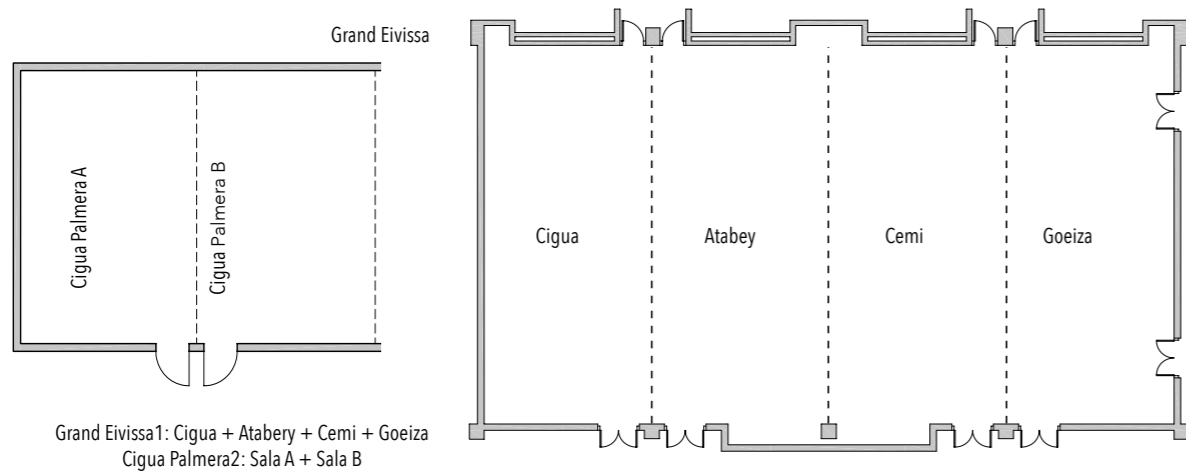 Grand Eivissa
Cigua Palmera A
Cigua Palmera B
Cigua
Atabey
Cemi
Goeiza
Grand Eivissa1: Cigua + Atabery + Cemi + Goeiza
Cigua Palmera2: Sala A + Sala B